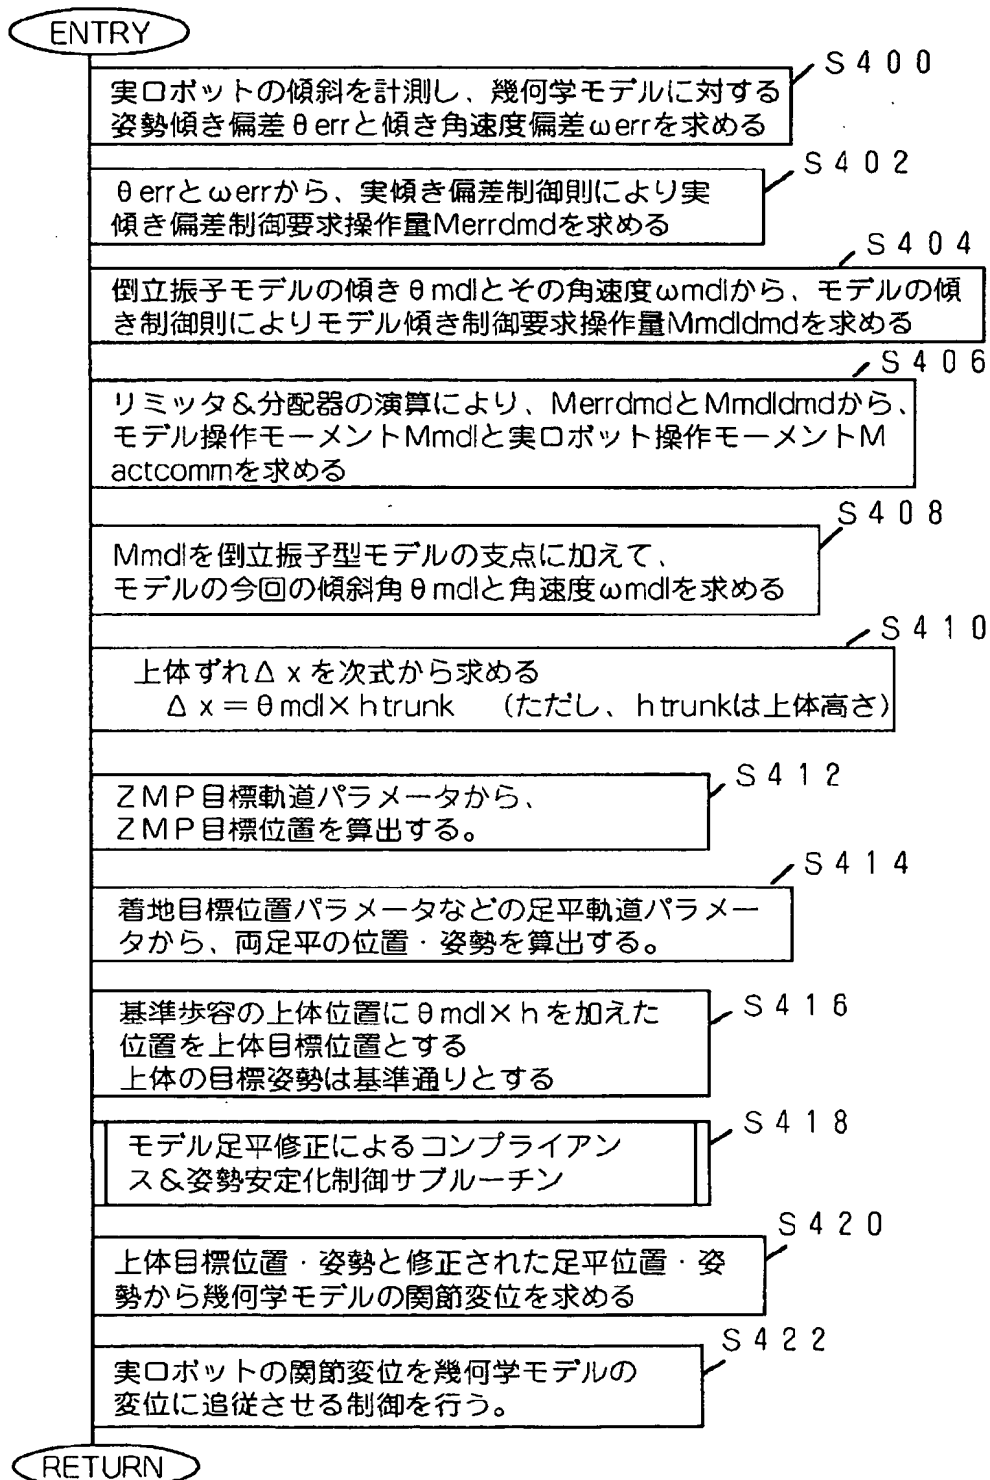 ENTRY
S400
実ロボットの傾斜を計測し、幾何学モデルに対する
姿勢傾き偏差θerrと傾き角速度偏差ωerrを求める
S402
θerrとωerrから、実傾き偏差制御則により実
傾き偏差制御要求操作量Merrdmdを求める
S404
倒立振子モデルの傾きθmdlとその角速度ωmdlから、モデルの傾
き制御則によりモデル傾き制御要求操作量Mmdldmdを求める
S406
リミッタ&分配器の演算により、MerrdmdとMmdldmdから、
モデル操作モーメントMmdlと実ロボット操作モーメントM
actcommを求める
S408
Mmdlを倒立振子型モデルの支点に加えて、
モデルの今回の傾斜角θmdlと角速度ωmdlを求める
S410
上体ずれΔxを次式から求める
Δx=θmdl×htrunk (ただし、htrunkは上体高さ)
S412
ZMP目標軌道パラメータから、
ZMP目標位置を算出する。
S414
着地目標位置パラメータなどの足平軌道パラメー
タから、両足平の位置・姿勢を算出する。
S416
基準歩容の上体位置にθmdl×hを加えた
位置を上体目標位置とする
上体の目標姿勢は基準通りとする
S418
モデル足平修正によるコンプライアン
ス&姿勢安定化制御サブルーチン
S420
上体目標位置・姿勢と修正された足平位置・姿
勢から幾何学モデルの関節変位を求める
S422
実ロボットの関節変位を幾何学モデルの
変位に追従させる制御を行う。
RETURN